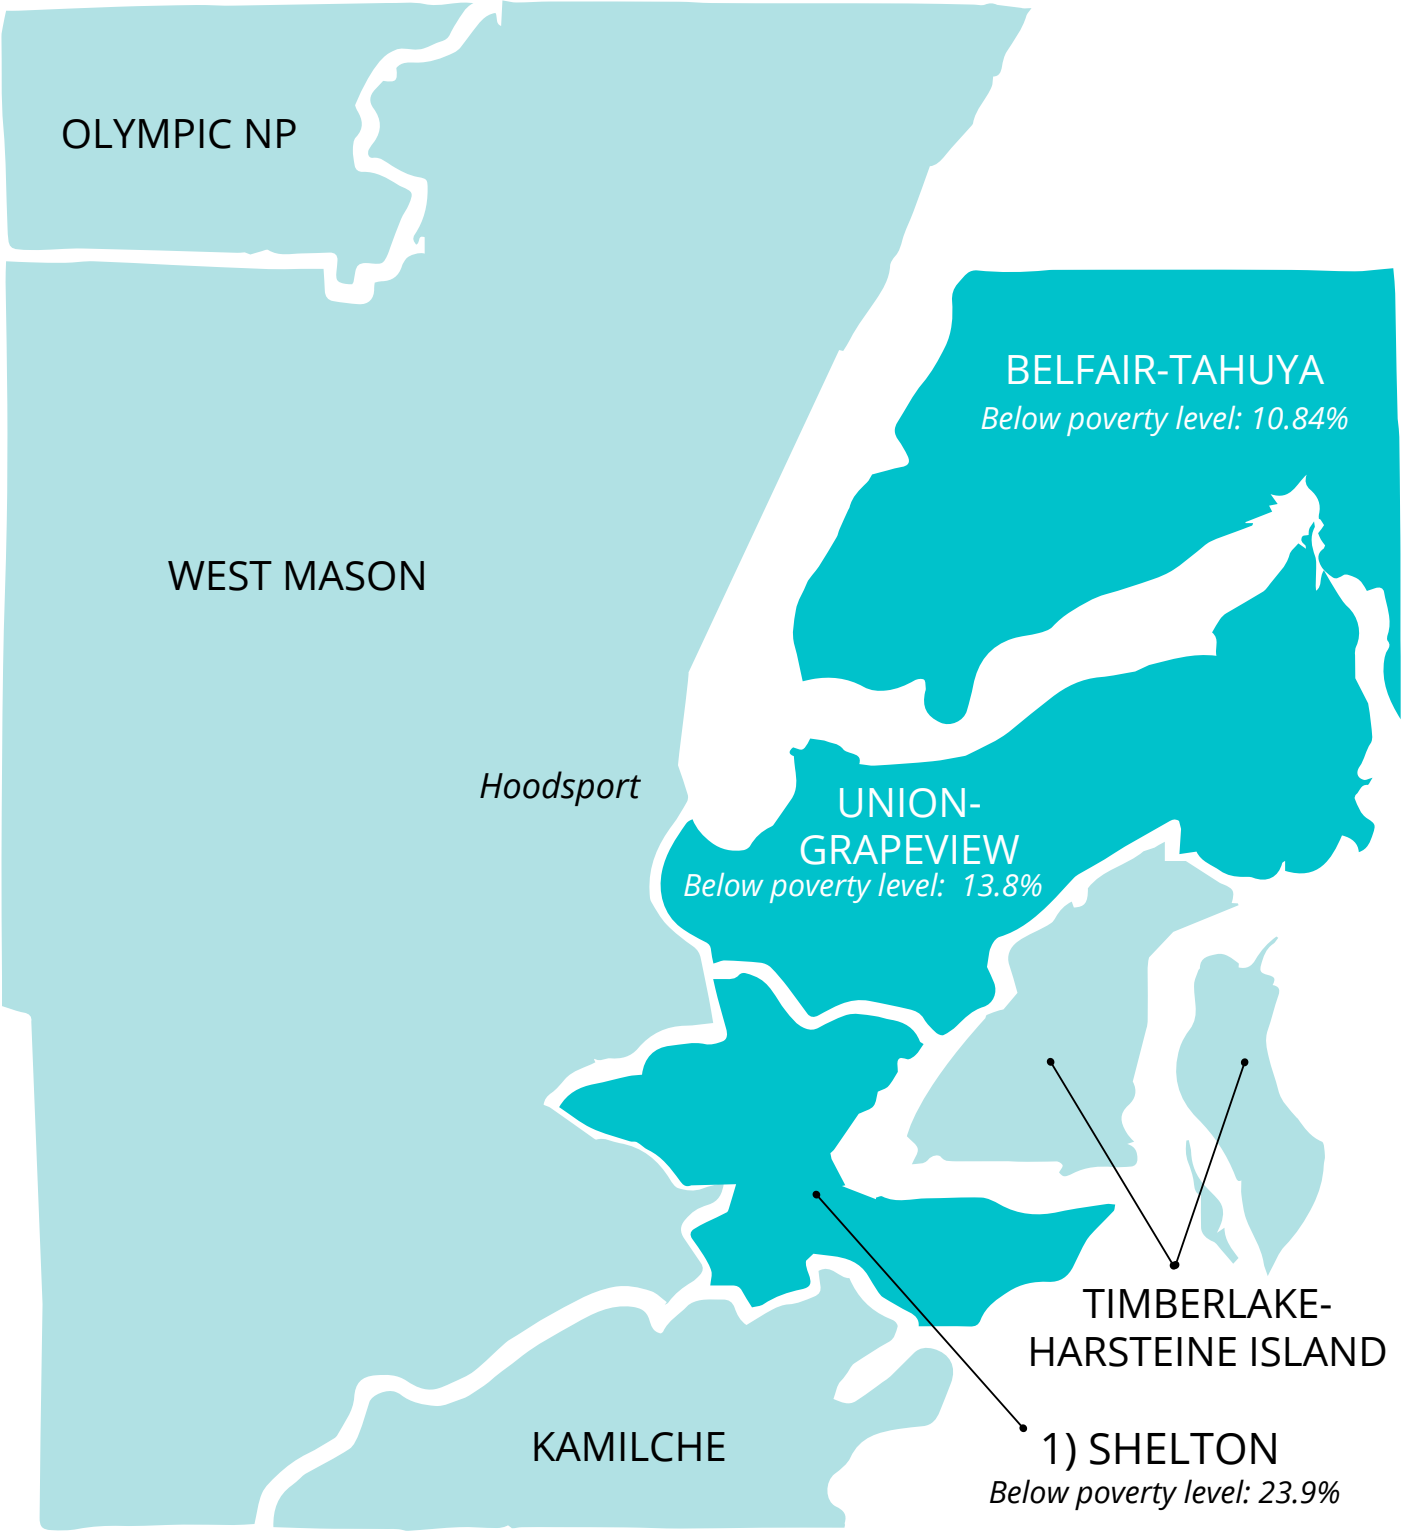 OLYMPIC NP
BELFAIR-TAHUYA
Below poverty level: 10.84%
WEST MASON
Hoodsport
UNION-
GRAPEVIEW
Below poverty level: 13.8%
TIMBERLAKE-
HARSTEINE ISLAND
KAMILCHE
1) SHELTON
Below poverty level: 23.9%